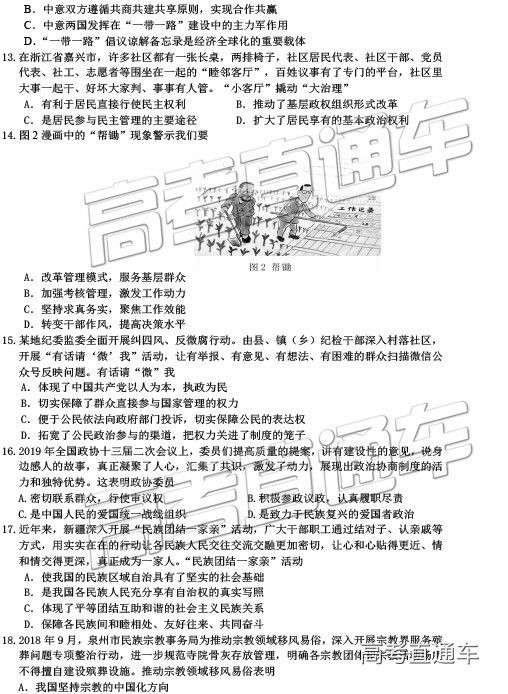 B．中意双方遵循共商共建共享原则，实现合作共赢
C．中意两国发挥在“一带一路”建设中的主力军作用
D．“一带一路”倡议谅解备忘录是经济全球化的重要载体
13.在浙江省嘉兴市，许多社区都有一张长桌，两排椅子，社区居民代表、社区干部、党员
代表、社工、志愿者等围坐在一起的“睦邻客厅”，百姓议事有了专门的平台，社区里
大事一起干、好坏大家判、事事有人管。“小客厅”撬动“大治理”
A．有利于居民直接行使民主权利 B．推动了基层政权组织形式改革
C．是居民参与民主管理的主要途径 D．扩大了居民享有的基本政治权利
14.图2漫画中的“帮锄”现象警示我们要
工作记录
图2 帮锄
A．改革管理模式，服务基层群众
B．加强考核管理，激发工作动力
C．坚持求真务实，聚焦工作效能
D．转变干部作风，提高决策水平
15.某地纪委监委全面开展纠四风、反微腐行动。由县、镇（乡）纪检干部深入村落社区，
开展“有话请‘微’我”活动，让有举报、有意见、有想法、有困难的群众扫描微信公
众号反映问题。有话请“微”我
A．体现了中国共产党以人为本，执政为民
B．切实保障了群众直接参与国家管理的权力
C．便于公民依法向政府部门投诉，切实保障公民的表达权
D．拓宽了公民政治参与的渠道，把权力关进了制度的笼子
16.2019年全国政协十三届二次会议上，委员们提高质量的提案，讲有建设性的意见，说身
边感人的故事，真正凝聚了人心，汇集了共识，激发了动力，展现出政治协商制度的活
力和独特优势。这表明政协委员
A.密切联系群众，行使审议权 B.积极参政议政，认真履职尽责
C.是中国人民的爱国统一战线组织 D.是致力于民族复兴的爱国者政治
17.近年来，新疆深入开展“民族团结一家亲”活动，广大干部职工通过结对子、认亲戚等
方式，用实实在在的行动让各民族人民交往交流交融更加密切，让心和心贴得更近、情
和情交得更深，真正成为一家人。“民族团结一家亲”活动
A．使我国的民族区域自治具有了坚实的社会基础
B．是我国各民族人民充分享有自治权的真实写照
C．体现了平等团结互助和谐的社会主义民族关系
D．保障各民族间和睦相处、友好往来、共同奋斗
18.2018年9月，泉州市民族宗教事务局为推动宗教领域移风易俗，深入开展宗教界服务殡
葬问题专项整治行动，进一步规范寺院骨灰存放管理，明确各宗教团体
不得擅自建设殡葬设施。推动宗教领域移风易俗表明
A．我国坚持宗教的中国化方向
高考直通车
高考直通车
高考直通车